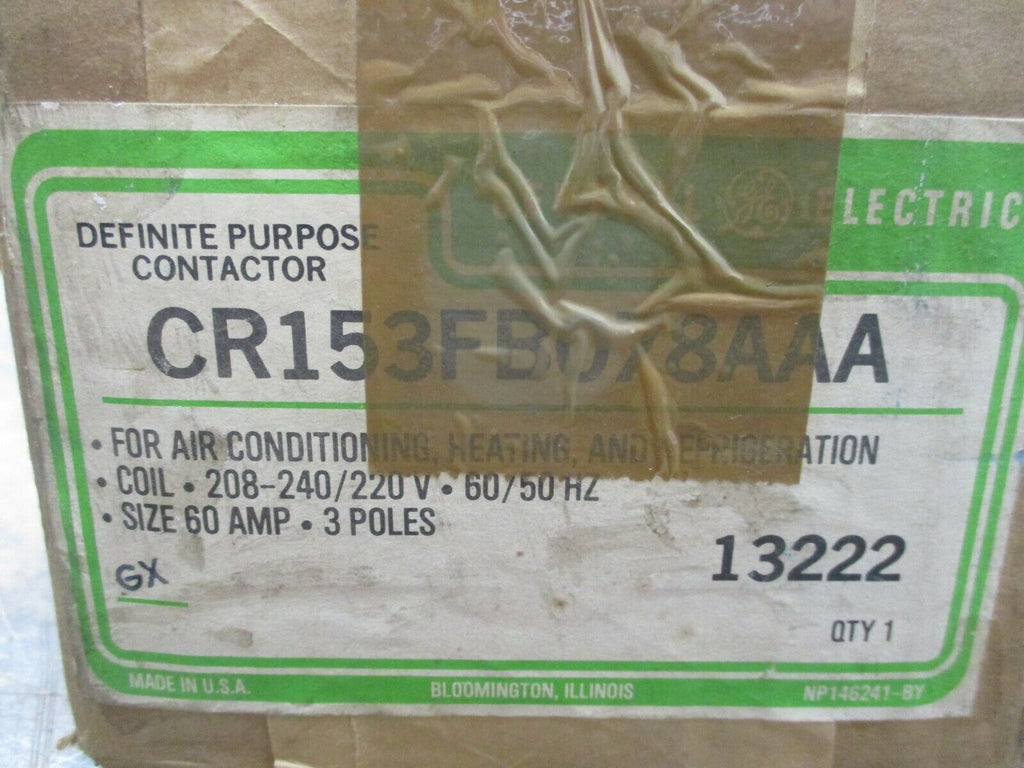 GE ELECTRIC
DEFINITE PURPOSE
CONTACTOR
CR153FB078AAA
• FOR AIR CONDITIONING, HEATING, AND REFRIGERATION
• COIL • 208-240/220 V • 60/50 HZ
• SIZE 60 AMP • 3 POLES
13222
GX
QTY 1
MADE IN U.S.A.
BLOOMINGTON, ILLINOIS
NP146241-BY